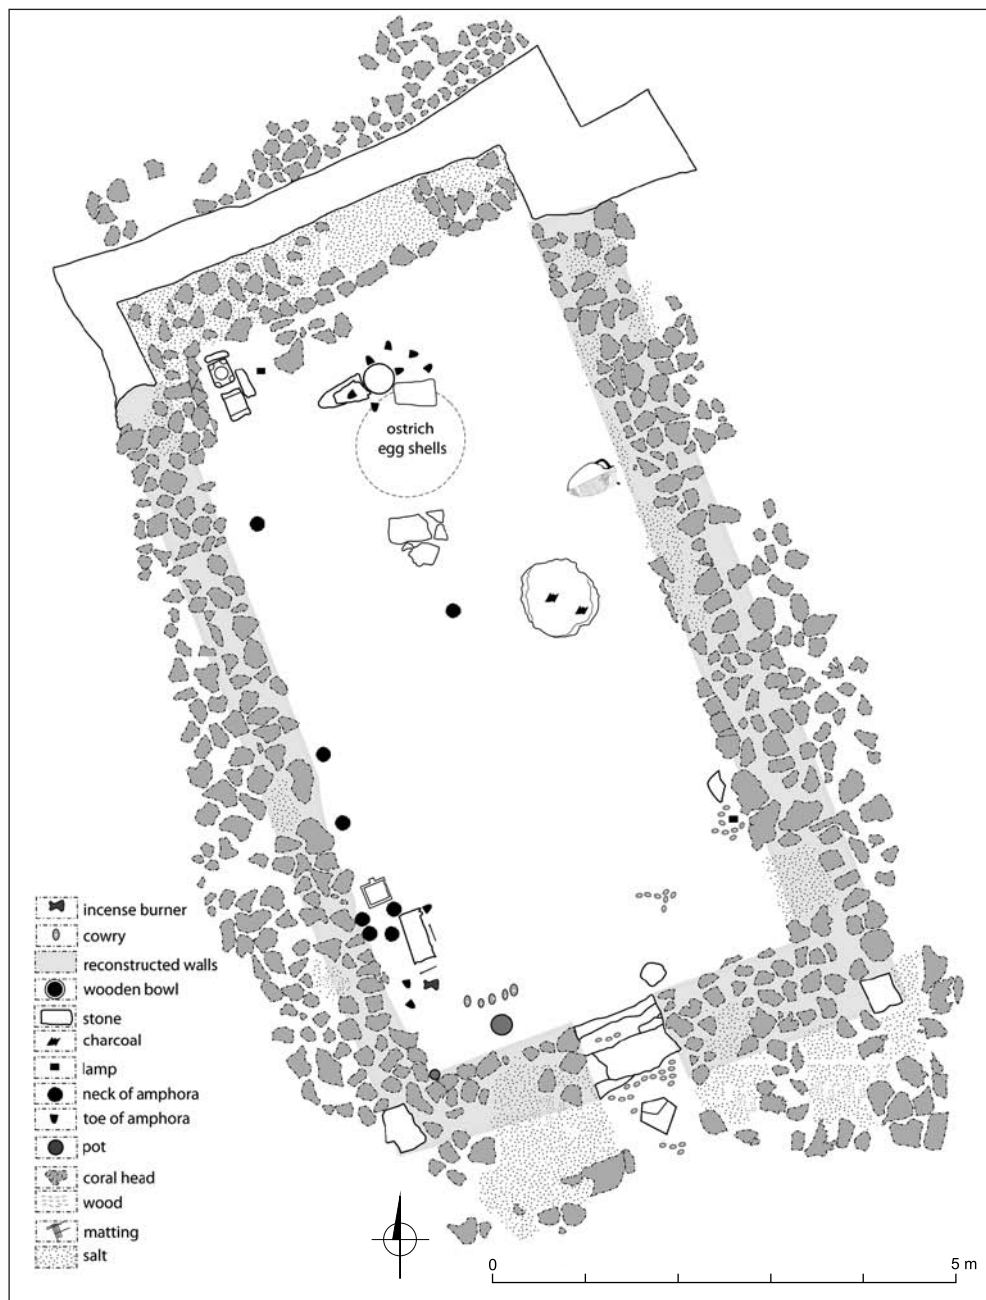 ostrich
egg shells
incense burner
cowry
reconstructed walls
wooden bowl
stone
charcoal
lamp
neck of amphora
toe of amphora
pot
coral head
wood
matting
salt
0 5 m